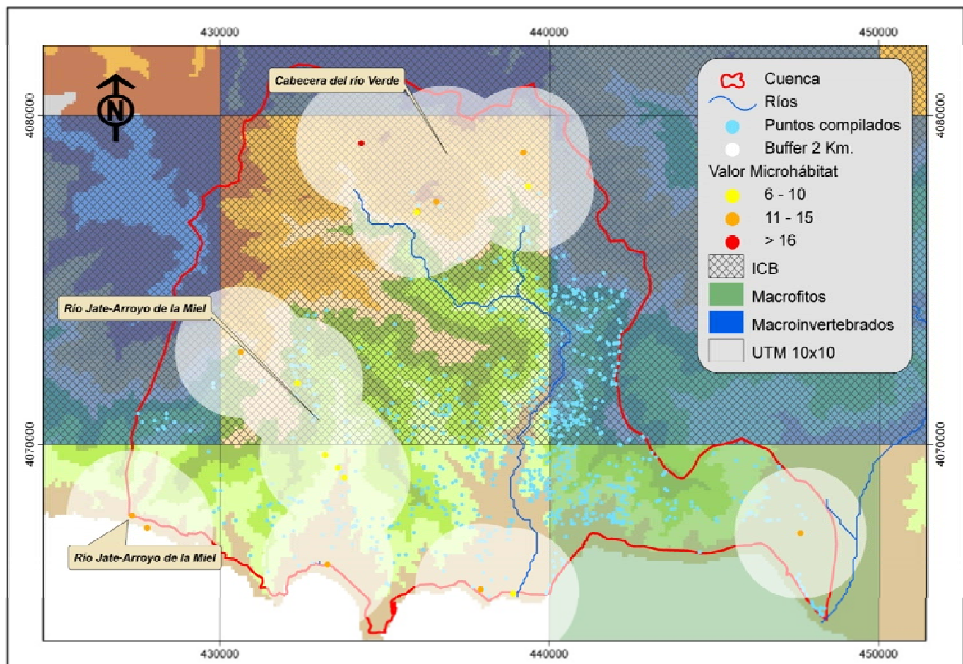 430000
440000
450000
Cabecera del río Verde
N
4080000
4080000
Cuenca
Ríos
Puntos compilados
Buffer 2 Km.
Valor Microhábitat
6 - 10
11 - 15
> 16
ICB
Macrofitos
Macroinvertebrados
UTM 10x10
Río Jate-Arroyo de la Miel
4070000
4070000
Río Jate-Arroyo de la Miel
430000
440000
450000